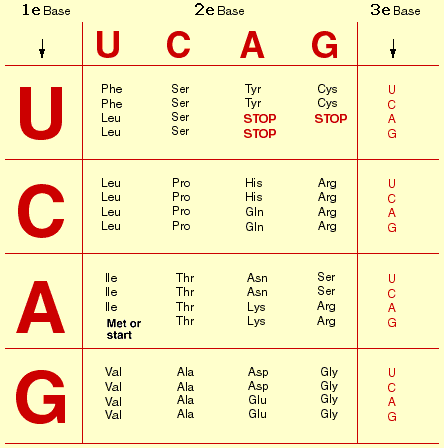 1e Base 2e Base 3e Base
U C A G
U
Phe Ser Tyr Cys U
Phe Ser Tyr Cys C
Leu Ser STOP STOP A
Leu Ser STOP G
C
Leu Pro His Arg U
Leu Pro His Arg C
Leu Pro Gln Arg A
Leu Pro Gln Arg G
A
Ile Thr Asn Ser U
Ile Thr Asn Ser C
Ile Thr Lys Arg A
Met or Thr Lys Arg G
start
G
Val Ala Asp Gly U
Val Ala Asp Gly C
Val Ala Glu Gly A
Val Ala Glu Gly G